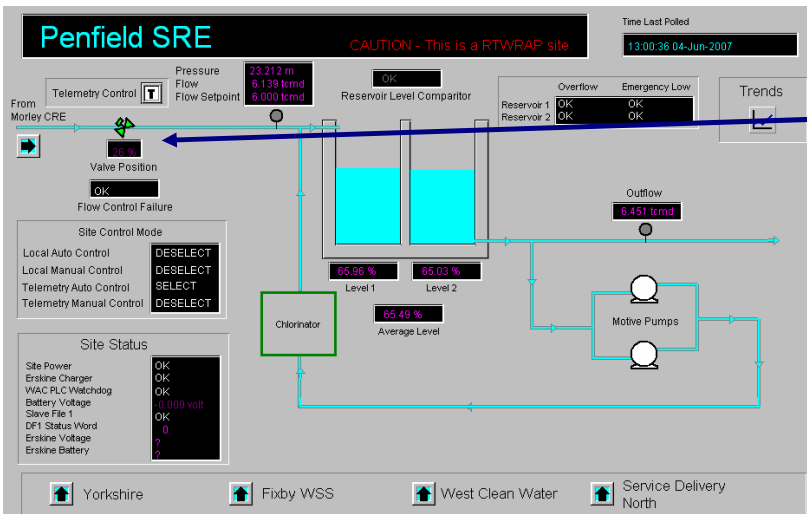 Penfield SRE
CAUTION - This is a RTWRAP site
Time Last Polled
13:00:36 04-Jun-2007
From
Morley CRE
Telemetry Control T
Pressure 23.212 m
Flow 6.139 tcmd
Flow Setpoint 6.000 tcmd
OK
Reservoir Level Comparitor
Overflow Emergency Low
Reservoir 1 OK OK
Reservoir 2 OK OK
Trends
26 %
Valve Position
OK
Flow Control Failure
Site Control Mode
Local Auto Control DESELECT
Local Manual Control DESELECT
Telemetry Auto Control SELECT
Telemetry Manual Control DESELECT
65.96 % 65.03 %
Level 1 Level 2
65.49 %
Average Level
Outflow
6.451 tcmd
Chlorinator
Motive Pumps
Site Status
Site Power OK
Erskine Charger OK
WAC PLC Watchdog OK
Battery Voltage -0.000 volt
Slave File 1 OK
DF1 Status Word 0
Erskine Voltage ?
Erskine Battery ?
Yorkshire
Fixby WSS
West Clean Water
Service Delivery
North